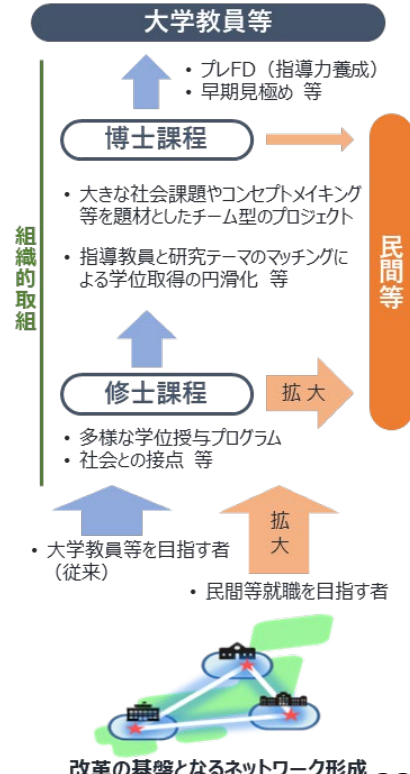 大学教員等
・プレFD（指導力養成）
・早期見極め 等
博士課程
・大きな社会課題やコンセプトメイキング
等を題材としたチーム型のプロジェクト
・指導教員と研究テーマのマッチングに
よる学位取得の円滑化 等
組織的取組
民間等
修士課程
拡大
・多様な学位授与プログラム
・社会との接点 等
拡大
・大学教員等を目指す者
（従来）
・民間等就職を目指す者
改革の基盤となるネットワーク形成